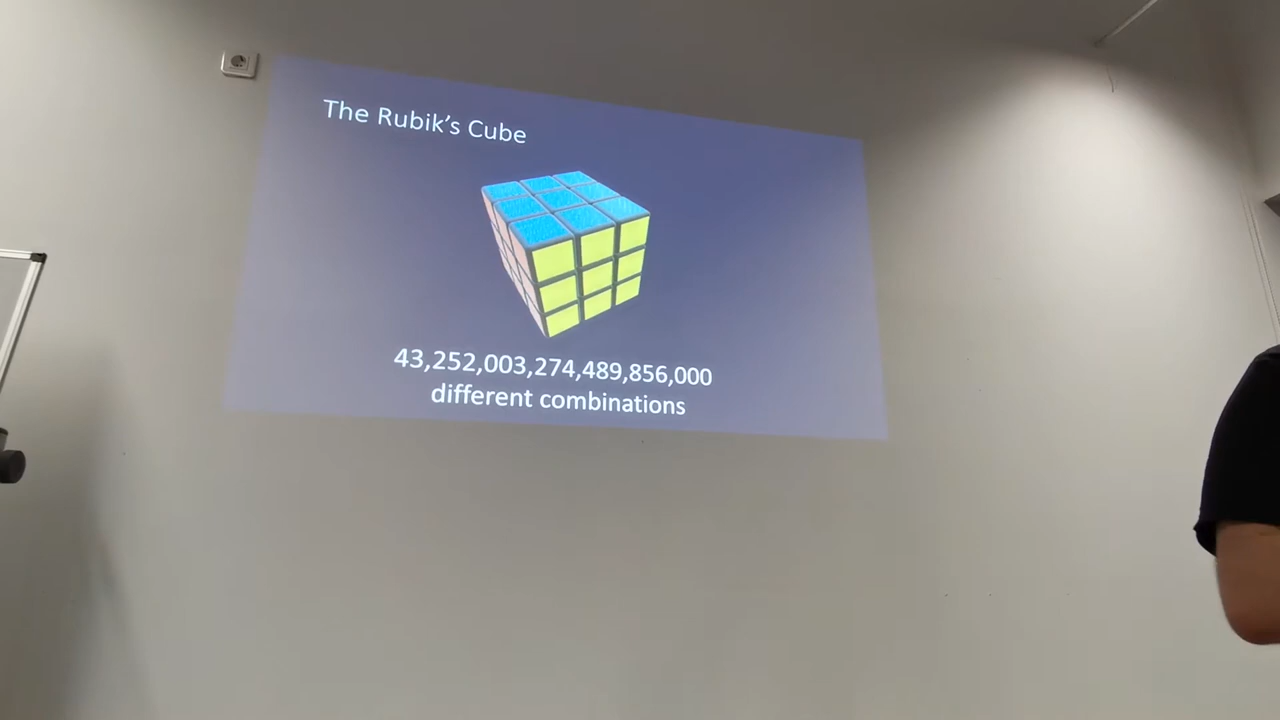 The Rubik's Cube
43,252,003,274,489,856,000
different combinations